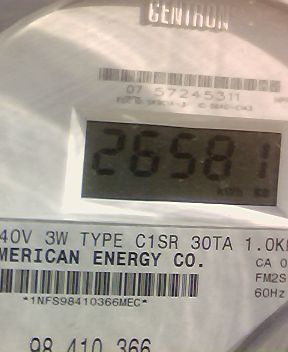 CENTRON
07 57245311
26581
KWH
40V 3W TYPE C1SR 30TA 1.0K
MERICAN ENERGY CO.
CA 0
FM2S
60Hz
*1NFS98410366MEC*
98 410 366